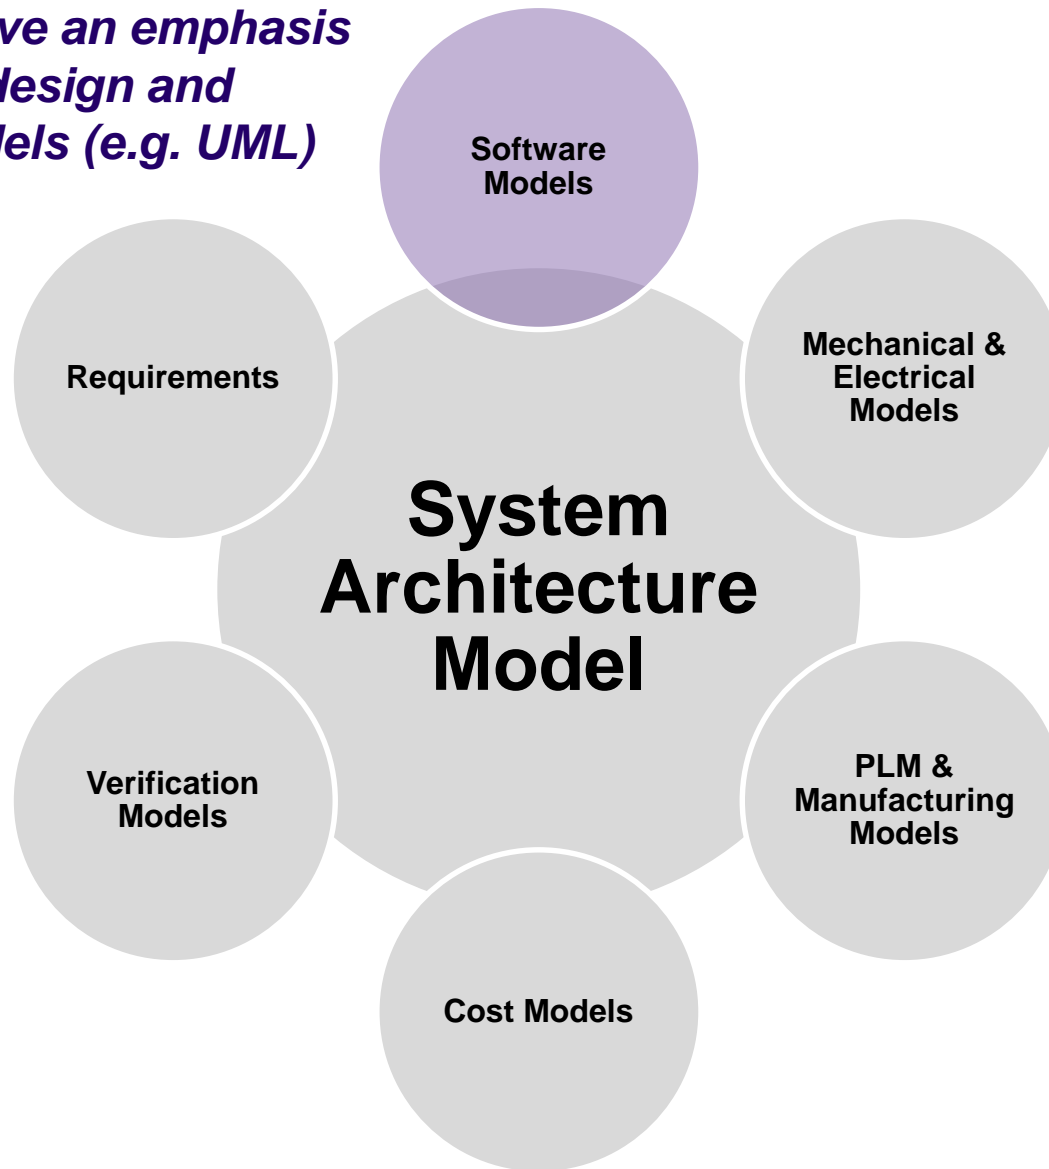 ve an emphasis
design and
dels (e.g. UML)
Software
Models
Requirements
Mechanical &
Electrical
Models
System
Architecture
Model
Verification
Models
PLM &
Manufacturing
Models
Cost Models